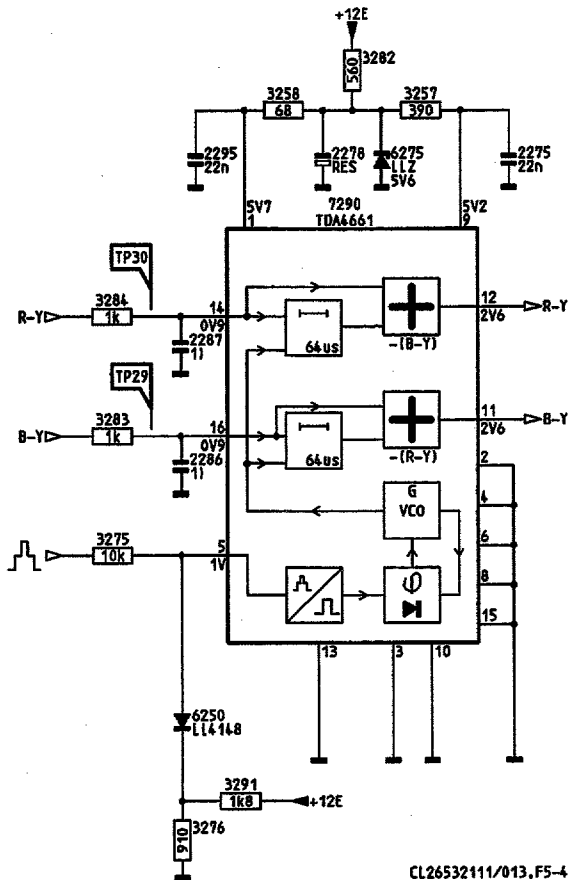 +12E
3282
560
3258
68
3257
390
2295
22n
2278
RES
6275
LLZ
5V6
2275
22n
5V7
1
7290
TDA4661
5V2
9
TP30
3284
R-Y
1k
14
0V9
2287
1)
64us
-(B-Y)
12
R-Y
2V6
TP29
3283
B-Y
1k
16
0V9
2286
1)
64us
-(R-Y)
11
B-Y
2V6
2
G
VCO
4
3275
10k
5
1V
6
8
φ
15
13
3
10
6250
LL4148
3291
1k8
+12E
3276
910
CL26532111/013.F5-4